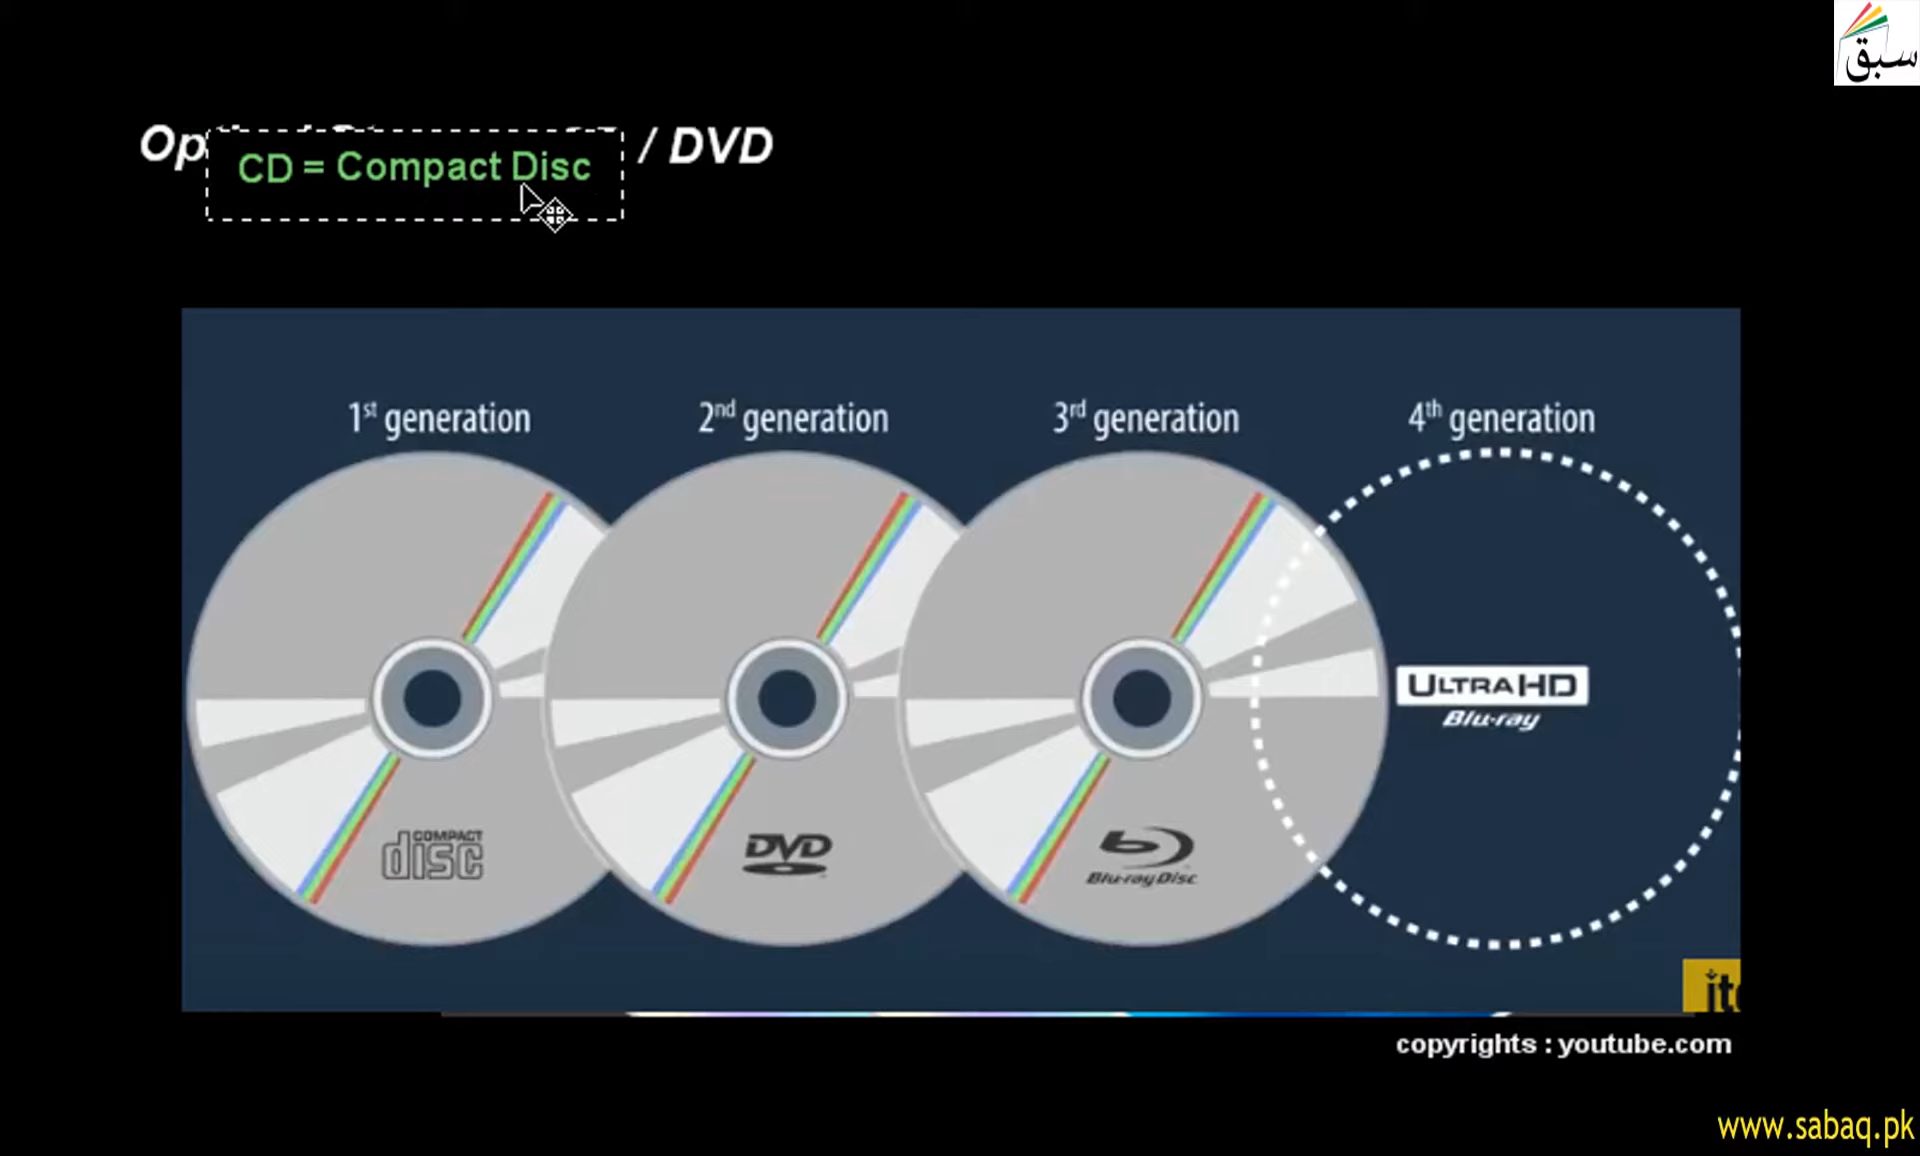 سبق
/ DVD
CD = Compact Disc
1st generation
2nd generation
3rd generation
4th generation
ULTRA HD
Blu-ray
COMPACT
disc
DVD
Blu-ray Disc
copyrights : youtube.com
www.sabaq.pk